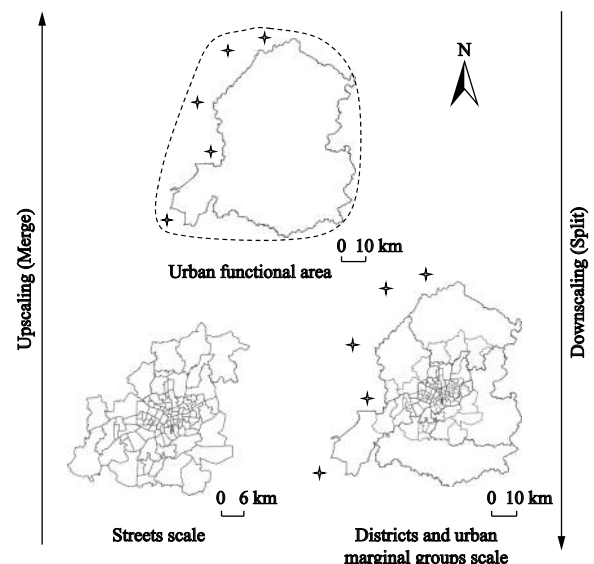 N
0 10 km
Urban functional area
Upscaling (Merge)
Downscaling (Split)
0 6 km
Streets scale
0 10 km
Districts and urban
marginal groups scale